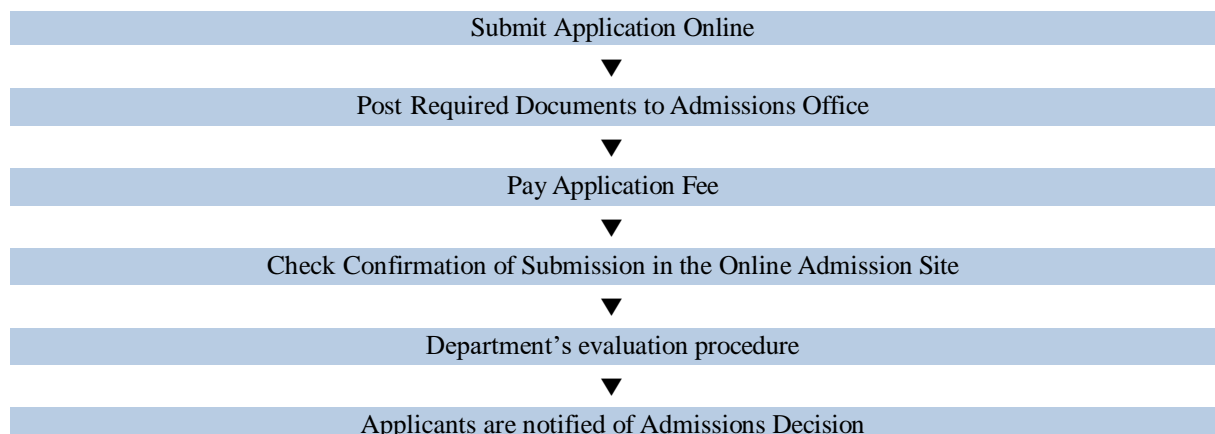 Submit Application Online
Post Required Documents to Admissions Office
Pay Application Fee
Check Confirmation of Submission in the Online Admission Site
Department’s evaluation procedure
Applicants are notified of Admissions Decision